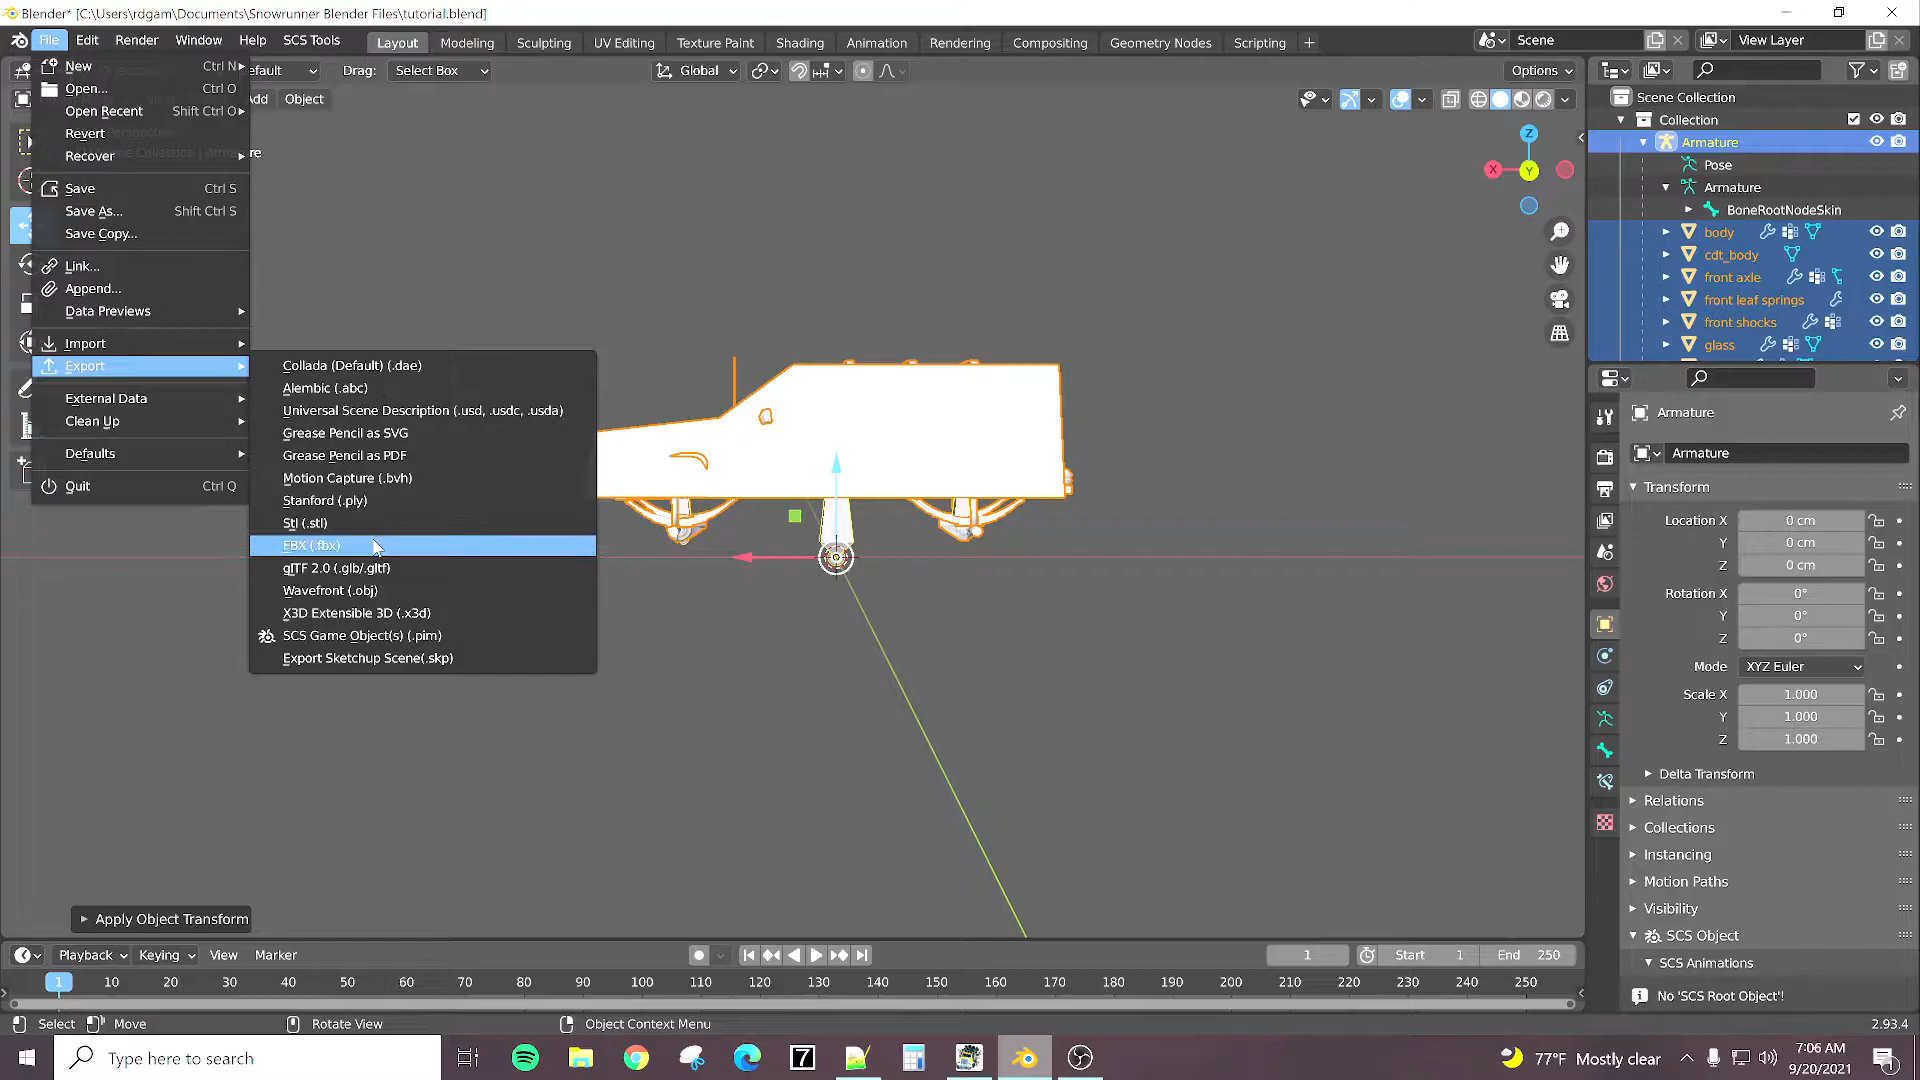 Blender* [C:\Users\rdgam\Documents\Snowrunner Blender Files\tutorial.blend]
File Edit Render Window Help SCS Tools Layout Modeling Sculpting UV Editing Texture Paint Shading Animation Rendering Compositing Geometry Nodes Scripting + Scene View Layer
New Ctrl N
Open... Ctrl O
Open Recent Shift Ctrl O
Revert
Recover
Save Ctrl S
Save As... Shift Ctrl S
Save Copy...
Link...
Append...
Data Previews
Import
Export
External Data
Clean Up
Defaults
Quit Ctrl Q
Drag: Select Box Global Options
Object
Collada (Default) (.dae)
Alembic (.abc)
Universal Scene Description (.usd, .usdc, .usda)
Grease Pencil as SVG
Grease Pencil as PDF
Motion Capture (.bvh)
Stanford (.ply)
Stl (.stl)
FBX (.fbx)
glTF 2.0 (.glb/.gltf)
Wavefront (.obj)
X3D Extensible 3D (.x3d)
SCS Game Object(s) (.pim)
Export Sketchup Scene(.skp)
Z
X
Y
Scene Collection
Collection
Armature
Pose
Armature
BoneRootNodeSkin
body
cdt_body
front axle
front leaf springs
front shocks
glass
Armature
Armature
Transform
Location X 0 cm
Y 0 cm
Z 0 cm
Rotation X 0°
Y 0°
Z 0°
Mode XYZ Euler
Scale X 1.000
Y 1.000
Z 1.000
Delta Transform
Relations
Collections
Instancing
Motion Paths
Visibility
SCS Object
SCS Animations
No 'SCS Root Object'!
Apply Object Transform
Playback Keying View Marker 1 Start 1 End 250
1 10 20 30 40 50 60 70 80 90 100 110 120 130 140 150 160 170 180 190 200 210 220 230 240 250
Select Move Rotate View Object Context Menu 2.93.4
Type here to search 7 77°F Mostly clear 7:06 AM
9/20/2021 1